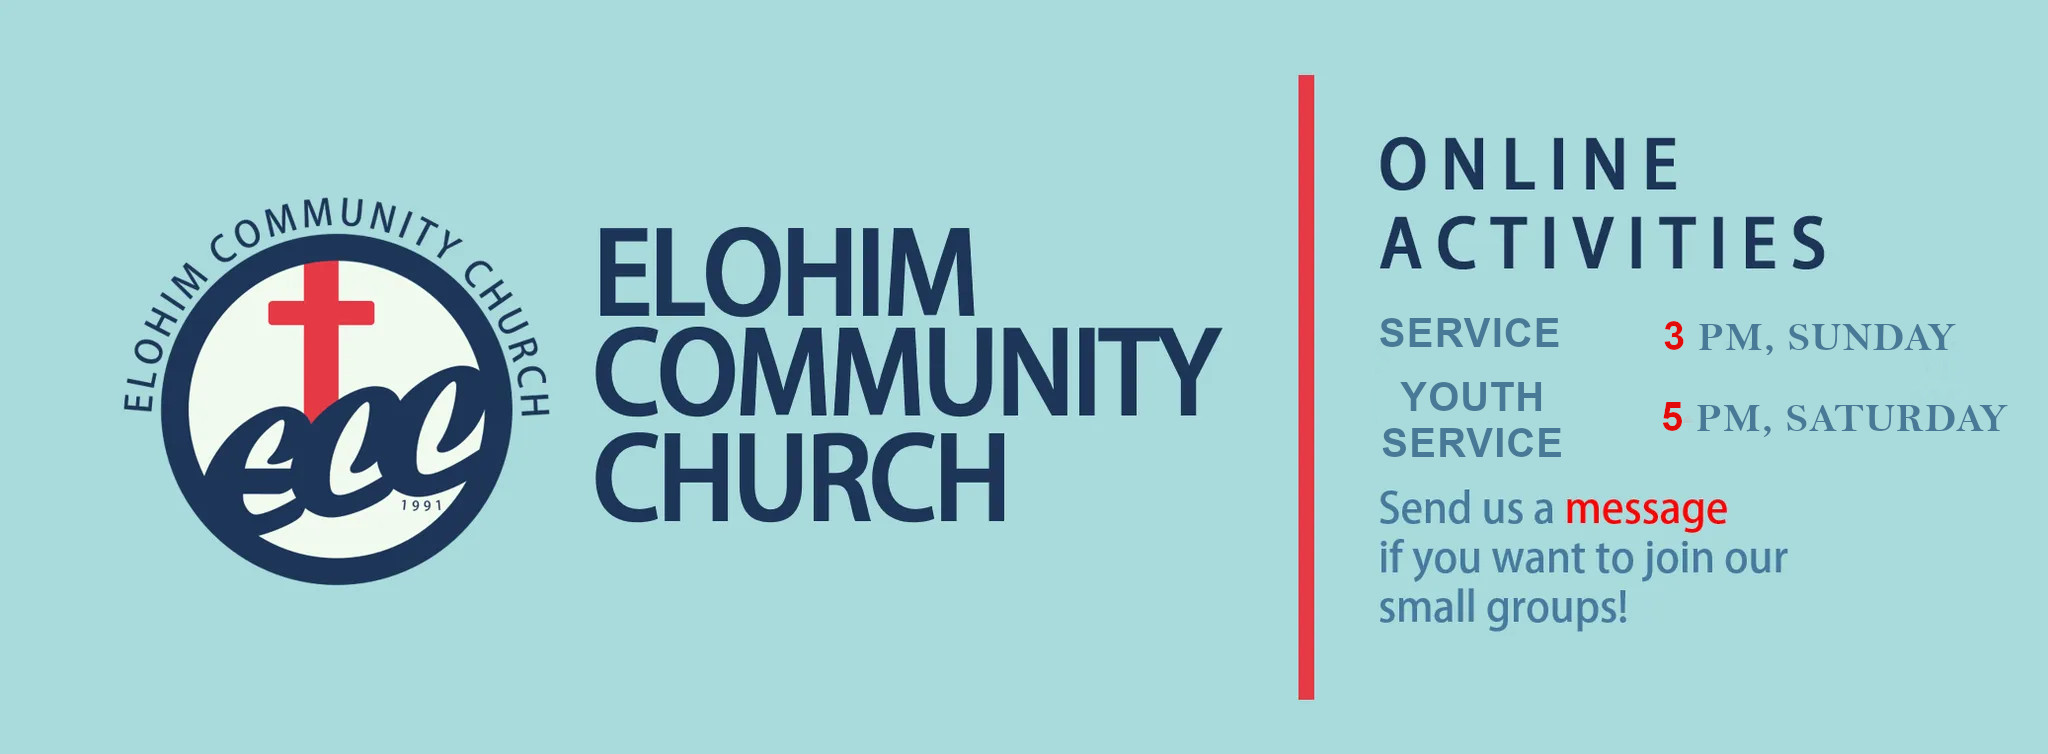 ELOHIM COMMUNITY CHURCH
ecc
1991
ELOHIM
COMMUNITY
CHURCH
ONLINE
ACTIVITIES
SERVICE 3 PM, SUNDAY
YOUTH
SERVICE 5 PM, SATURDAY
Send us a message
if you want to join our
small groups!